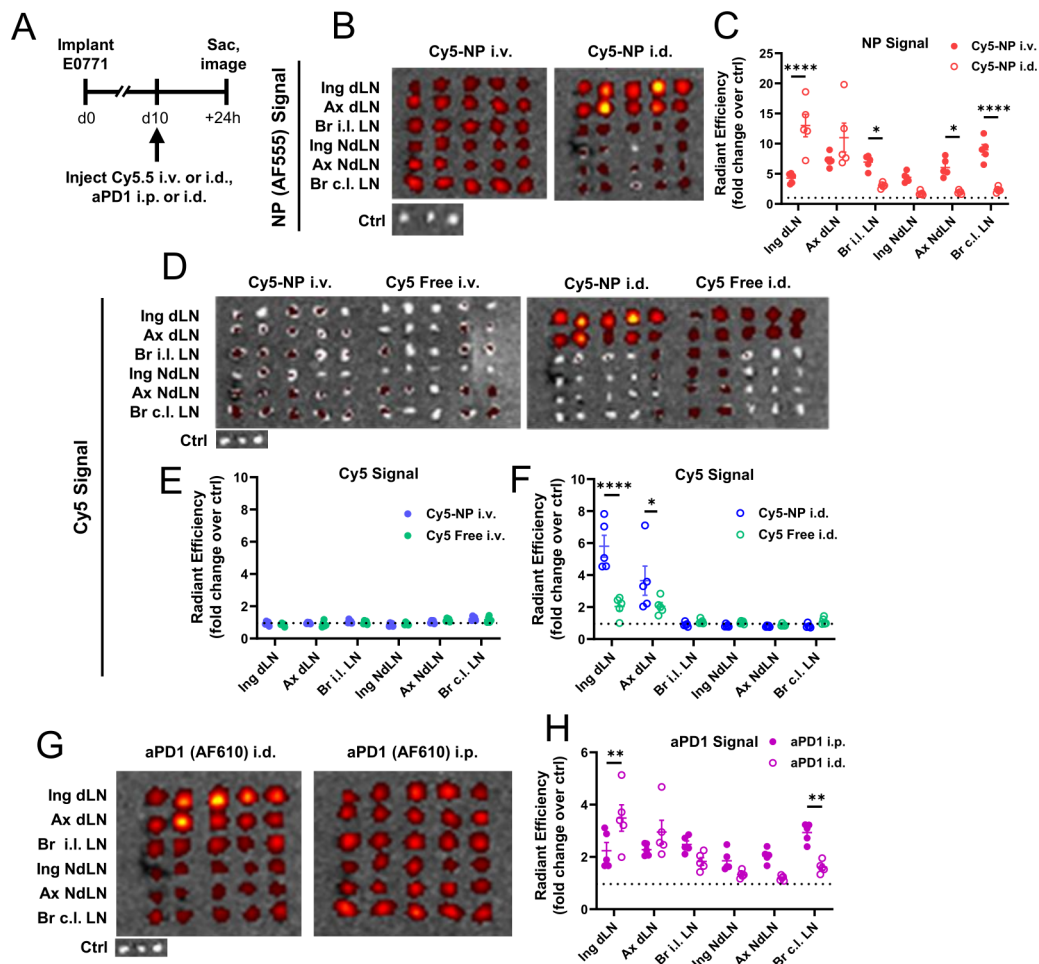 A
Implant
E0771
Sac,
image
d0
d10
+24h
Inject Cy5.5 i.v. or i.d.,
aPD1 i.p. or i.d.
B
NP (AF555) Signal
Cy5-NP i.v.
Cy5-NP i.d.
Ing dLN
Ax dLN
Br i.l. LN
Ing NdLN
Ax NdLN
Br c.l. LN
Ctrl
C
NP Signal
Cy5-NP i.v.
Cy5-NP i.d.
Radiant Efficiency
(fold change over ctrl)
25
20
15
10
5
0
****
*
*
****
Ing dLN
Ax dLN
Br i.l. LN
Ing NdLN
Ax NdLN
Br c.l. LN
D
Cy5 Signal
Cy5-NP i.v.
Cy5 Free i.v.
Cy5-NP i.d.
Cy5 Free i.d.
Ing dLN
Ax dLN
Br i.l. LN
Ing NdLN
Ax NdLN
Br c.l. LN
Ctrl
E
Cy5 Signal
Cy5-NP i.v.
Cy5 Free i.v.
Radiant Efficiency
(fold change over ctrl)
10
8
6
4
2
0
Ing dLN
Ax dLN
Br i.l. LN
Ing NdLN
Ax NdLN
Br c.l. LN
F
Cy5 Signal
Cy5-NP i.d.
Cy5 Free i.d.
Radiant Efficiency
(fold change over ctrl)
10
8
6
4
2
0
****
*
Ing dLN
Ax dLN
Br i.l. LN
Ing NdLN
Ax NdLN
Br c.l. LN
G
aPD1 (AF610) i.d.
aPD1 (AF610) i.p.
Ing dLN
Ax dLN
Br i.l. LN
Ing NdLN
Ax NdLN
Br c.l. LN
Ctrl
H
aPD1 Signal
aPD1 i.p.
aPD1 i.d.
Radiant Efficiency
(fold change over ctrl)
6
4
2
0
**
**
Ing dLN
Ax dLN
Br i.l. LN
Ing NdLN
Ax NdLN
Br c.l. LN